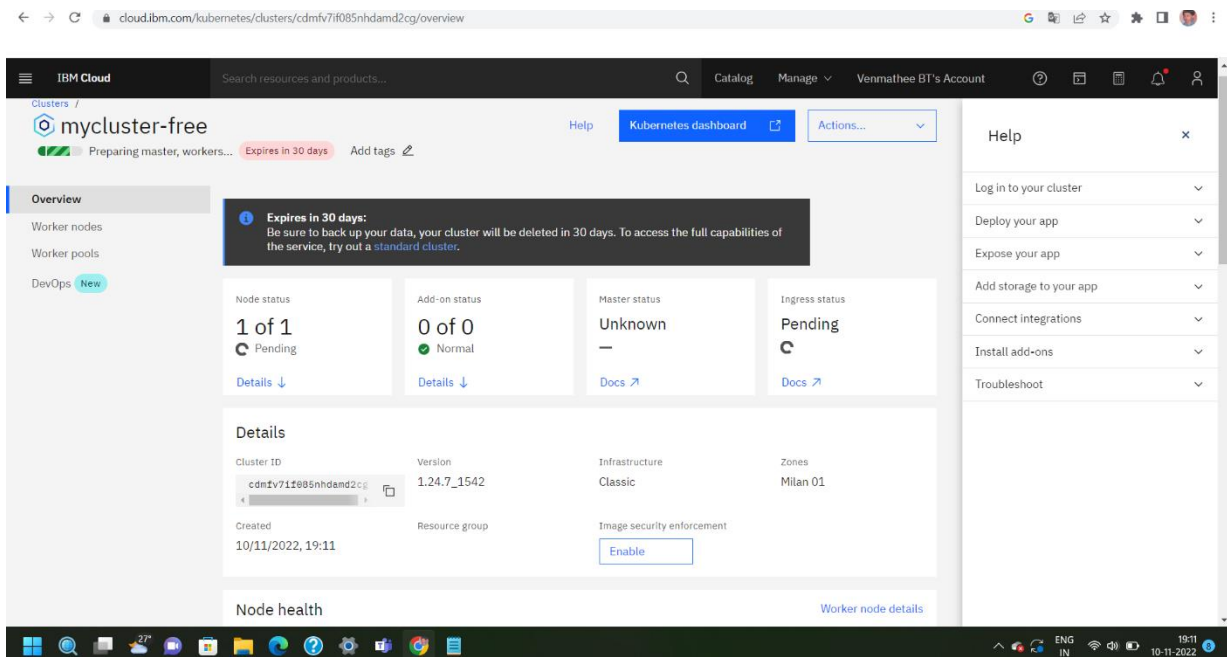 cloud.ibm.com/kubernetes/clusters/cdmfv7if085nhdamd2cg/overview
IBM Cloud
Search resources and products...
Catalog
Manage
Venmathee BT's Account
Clusters /
mycluster-free
Help
Kubernetes dashboard
Actions...
Preparing master, workers...
Expires in 30 days
Add tags
Overview
Worker nodes
Worker pools
DevOps New
Expires in 30 days:
Be sure to back up your data, your cluster will be deleted in 30 days. To access the full capabilities of
the service, try out a standard cluster.
Node status
1 of 1
Pending
Details
Add-on status
0 of 0
Normal
Details
Master status
Unknown
—
Docs
Ingress status
Pending
Docs
Details
Cluster ID
cdmfv7if085nhdamd2cg
Version
1.24.7_1542
Infrastructure
Classic
Zones
Milan 01
Created
10/11/2022, 19:11
Resource group
Image security enforcement
Enable
Node health
Worker node details
Help
Log in to your cluster
Deploy your app
Expose your app
Add storage to your app
Connect integrations
Install add-ons
Troubleshoot
27°
ENG
IN
19:11
10-11-2022
8